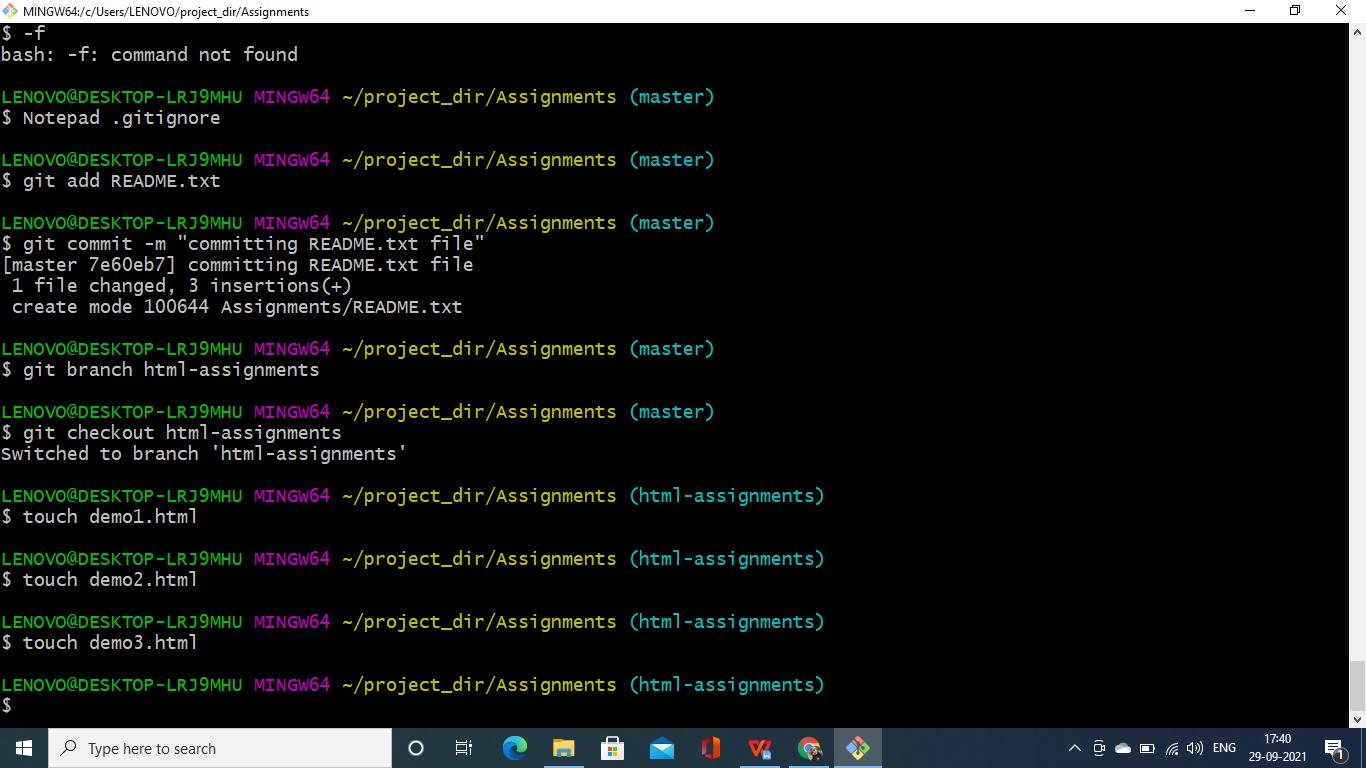 MINGW64:/c/Users/LENOVO/project_dir/Assignments
$ -f
bash: -f: command not found
LENOVO@DESKTOP-LRJ9MHU MINGW64 ~/project_dir/Assignments (master)
$ Notepad .gitignore
LENOVO@DESKTOP-LRJ9MHU MINGW64 ~/project_dir/Assignments (master)
$ git add README.txt
LENOVO@DESKTOP-LRJ9MHU MINGW64 ~/project_dir/Assignments (master)
$ git commit -m "committing README.txt file"
[master 7e60eb7] committing README.txt file
 1 file changed, 3 insertions(+)
 create mode 100644 Assignments/README.txt
LENOVO@DESKTOP-LRJ9MHU MINGW64 ~/project_dir/Assignments (master)
$ git branch html-assignments
LENOVO@DESKTOP-LRJ9MHU MINGW64 ~/project_dir/Assignments (master)
$ git checkout html-assignments
Switched to branch 'html-assignments'
LENOVO@DESKTOP-LRJ9MHU MINGW64 ~/project_dir/Assignments (html-assignments)
$ touch demo1.html
LENOVO@DESKTOP-LRJ9MHU MINGW64 ~/project_dir/Assignments (html-assignments)
$ touch demo2.html
LENOVO@DESKTOP-LRJ9MHU MINGW64 ~/project_dir/Assignments (html-assignments)
$ touch demo3.html
LENOVO@DESKTOP-LRJ9MHU MINGW64 ~/project_dir/Assignments (html-assignments)
$
Type here to search
ENG
17:40
29-09-2021
1